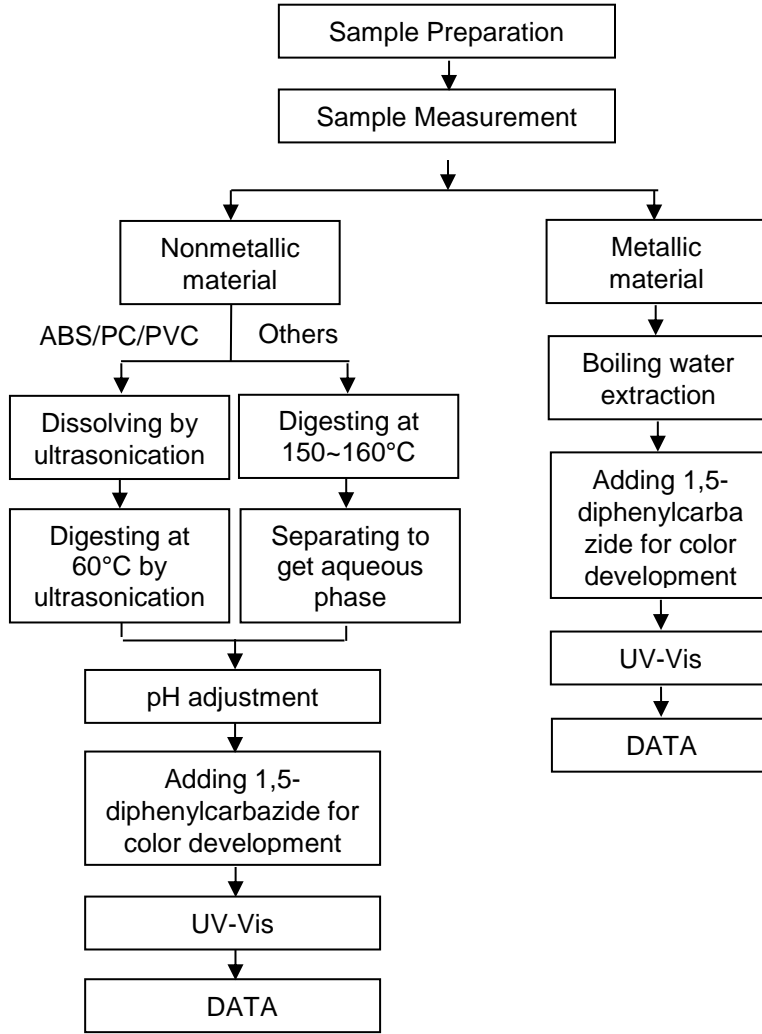 Sample Preparation
Sample Measurement
Nonmetallic
material
Metallic
material
ABS/PC/PVC
Others
Boiling water
extraction
Dissolving by
ultrasonication
Digesting at
150~160°C
Adding 1,5-
diphenylcarba
zide for color
development
Digesting at
60°C by
ultrasonication
Separating to
get aqueous
phase
UV-Vis
pH adjustment
DATA
Adding 1,5-
diphenylcarbazide for
color development
UV-Vis
DATA